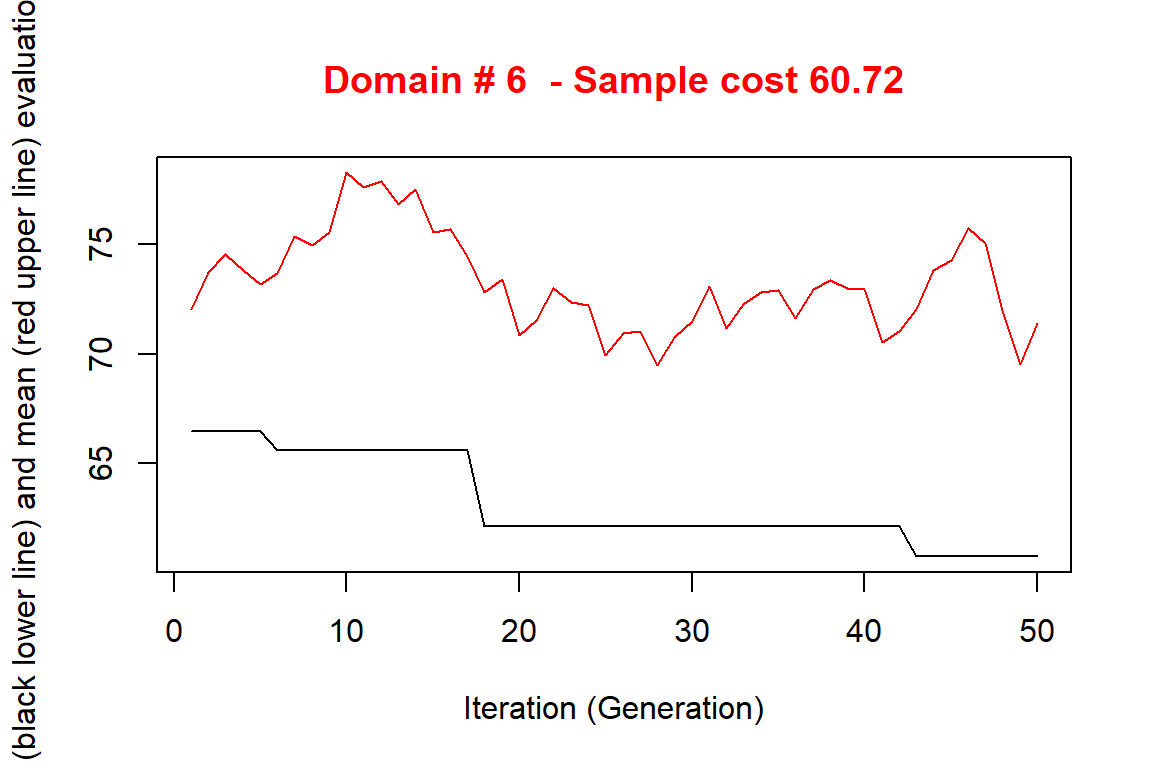 Domain # 6  - Sample cost 60.72
(black lower line) and mean (red upper line) evaluatio
75
70
65
0 10 20 30 40 50
Iteration (Generation)